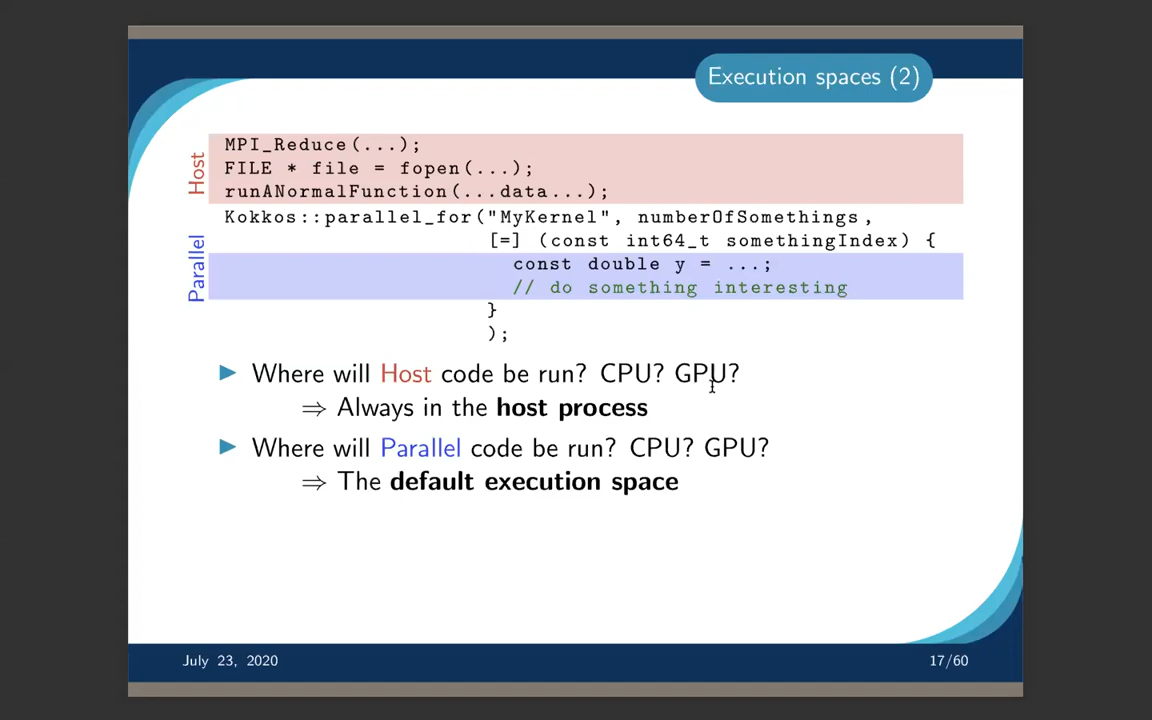 Execution spaces (2)
Host
MPI_Reduce(...);
FILE * file = fopen(...);
runANormalFunction(...data...);
Parallel
Kokkos::parallel_for("MyKernel", numberOfSomethings,
[=] (const int64_t somethingIndex) {
const double y = ...;
// do something interesting
}
);
▶ Where will Host code be run? CPU? GPU?
⇒ Always in the host process
▶ Where will Parallel code be run? CPU? GPU?
⇒ The default execution space
July 23, 2020
17/60